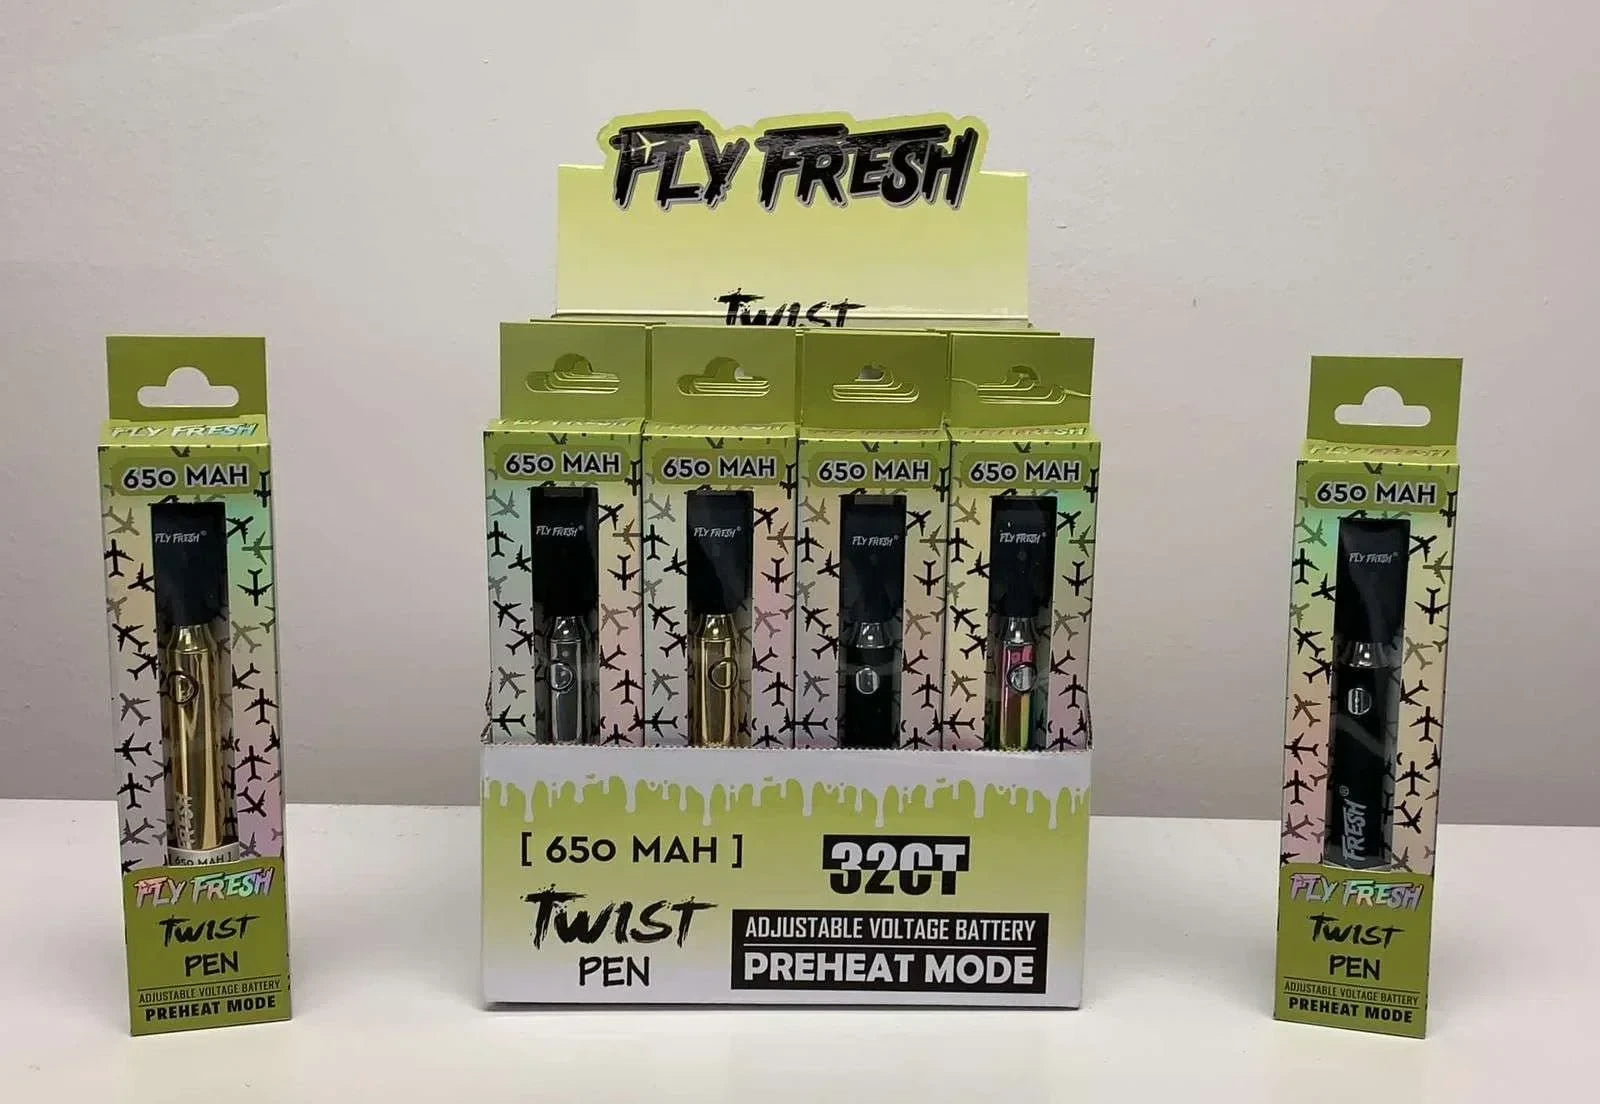 FLY FRESH
TWIST
FLY FRESH
650 MAH
FLY FRESH®
FRESH
[650 MAH]
FLY FRESH
TWIST
PEN
ADJUSTABLE VOLTAGE BATTERY
PREHEAT MODE
650 MAH
650 MAH
650 MAH
650 MAH
FLY FRESH®
FLY FRESH®
FLY FRESH®
FLY FRESH®
[ 650 MAH ]
32CT
TWIST
PEN
ADJUSTABLE VOLTAGE BATTERY
PREHEAT MODE
FLY FRESH
650 MAH
FLY FRESH®
FRESH®
FLY FRESH
TWIST
PEN
ADJUSTABLE VOLTAGE BATTERY
PREHEAT MODE